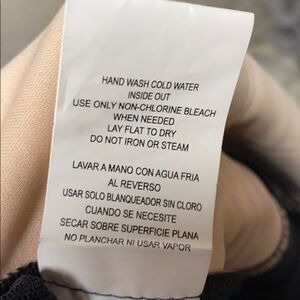 HAND WASH COLD WATER
INSIDE OUT
USE ONLY NON-CHLORINE BLEACH
WHEN NEEDED
LAY FLAT TO DRY
DO NOT IRON OR STEAM
LAVAR A MANO CON AGUA FRIA
AL REVERSO
USAR SOLO BLANQUEADOR SIN CLORO
CUANDO SE NECESITE
SECAR SOBRE SUPERFICIE PLANA
NO PLANCHAR NI USAR VAPOR